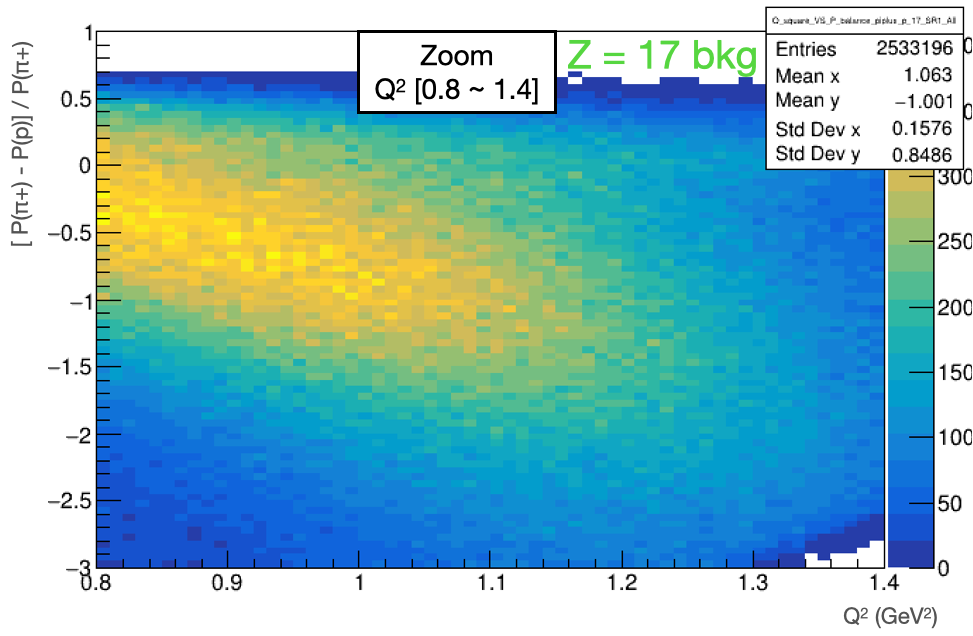 Q_square_VS_P_balance_piplus_p_17_SR1_All
Entries 2533196
Mean x 1.063
Mean y −1.001
Std Dev x 0.1576
Std Dev y 0.8486
Zoom
Q² [0.8 ~ 1.4]
Z = 17 bkg
[ P(π+) - P(p)] / P(π+)
1
0.5
0
−0.5
−1
−1.5
−2
−2.5
−3
0.8 0.9 1 1.1 1.2 1.3 1.4
Q² (GeV²)
300
250
200
150
100
50
0